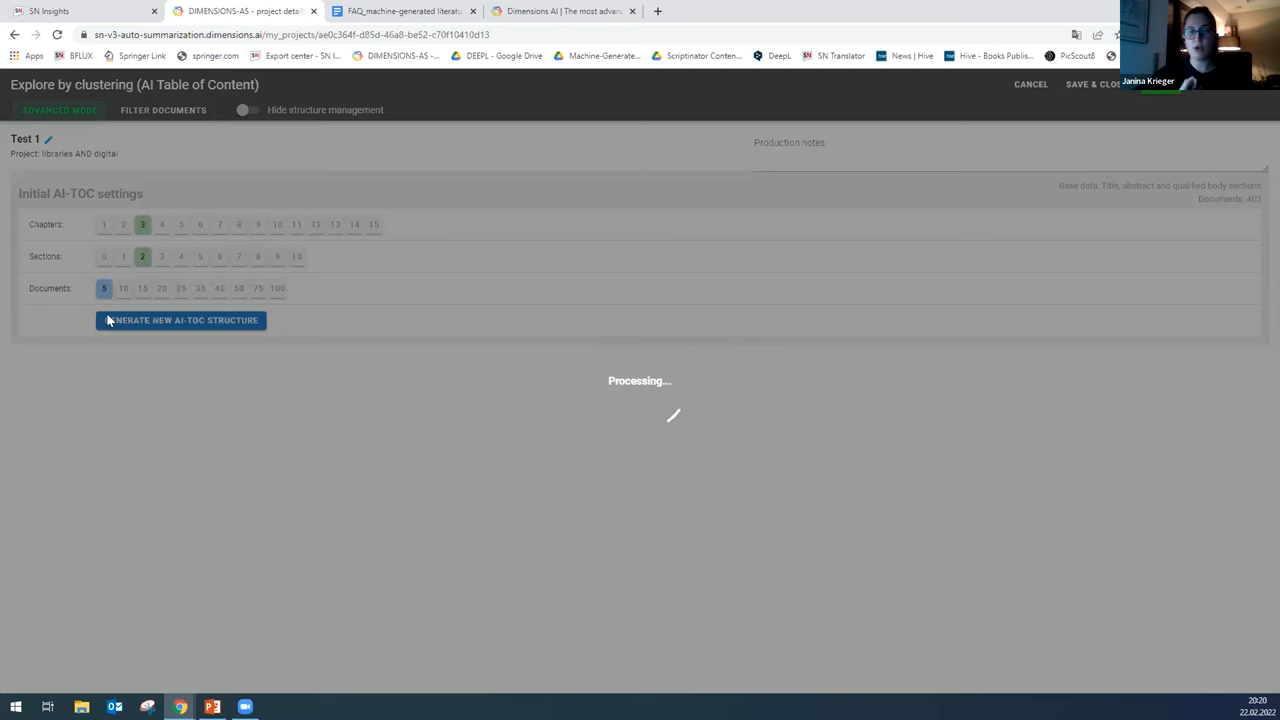 SN Insights
DIMENSIONS-AS - project detai
FAQ_machine-generated literatu
Dimensions AI | The most advan
sn-v3-auto-summarization.dimensions.ai/my_projects/ae0c364f-d85d-46a8-be52-c70f10410d13
Apps
BFLUX
Springer Link
springer.com
Export center - SN I...
DIMENSIONS-AS -...
DEEPL - Google Drive
Machine-Generate...
Scriptinator Conten...
DeepL
SN Translator
News | Hive
Hive - Books Publis...
PicScout8
Janina Krieger
Explore by clustering (AI Table of Content)
CANCEL
SAVE & CLOS
ADVANCED MODE
FILTER DOCUMENTS
Hide structure management
Test 1
Project: libraries AND digital
Production notes
Initial AI-TOC settings
Base data: Title, abstract and qualified body sections
Documents: 403
Chapters: 1 2 3 4 5 6 7 8 9 10 11 12 13 14 15
Sections: 0 1 2 3 4 5 6 7 8 9 10
Documents: 5 10 15 20 25 30 40 50 75 100
GENERATE NEW AI-TOC STRUCTURE
Processing...
20:20
22.02.2022